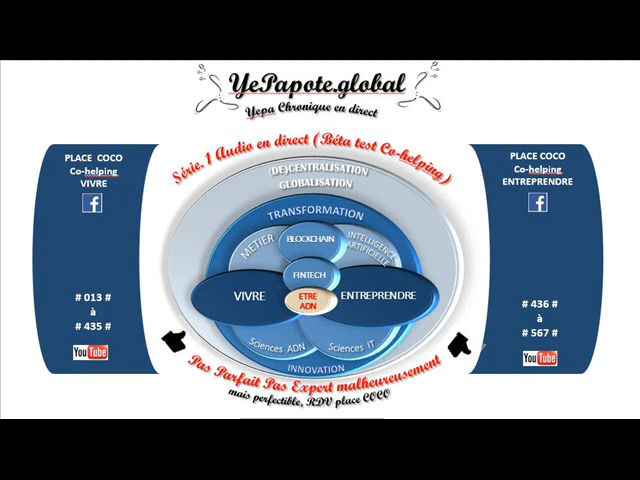 YePapote.global
Yepa Chronique en direct
Série, 1 Audio en direct (Béta test Co-helping)
PLACE COCO
Co-helping
VIVRE
# 013 #
à
# 435 #
YouTube
(DE)CENTRALISATION
GLOBALISATION
TRANSFORMATION
METIER
BLOCKCHAIN
INTELLIGENCE
ARTIFICIELLE
FINTECH
VIVRE
ETRE
ADN
ENTREPRENDRE
Sciences ADN
Sciences IT
INNOVATION
PLACE COCO
Co-helping
ENTREPRENDRE
# 436 #
à
# 567 #
YouTube
Pas Parfait Pas Expert malheureusement
mais perfectible, RDV place COCO